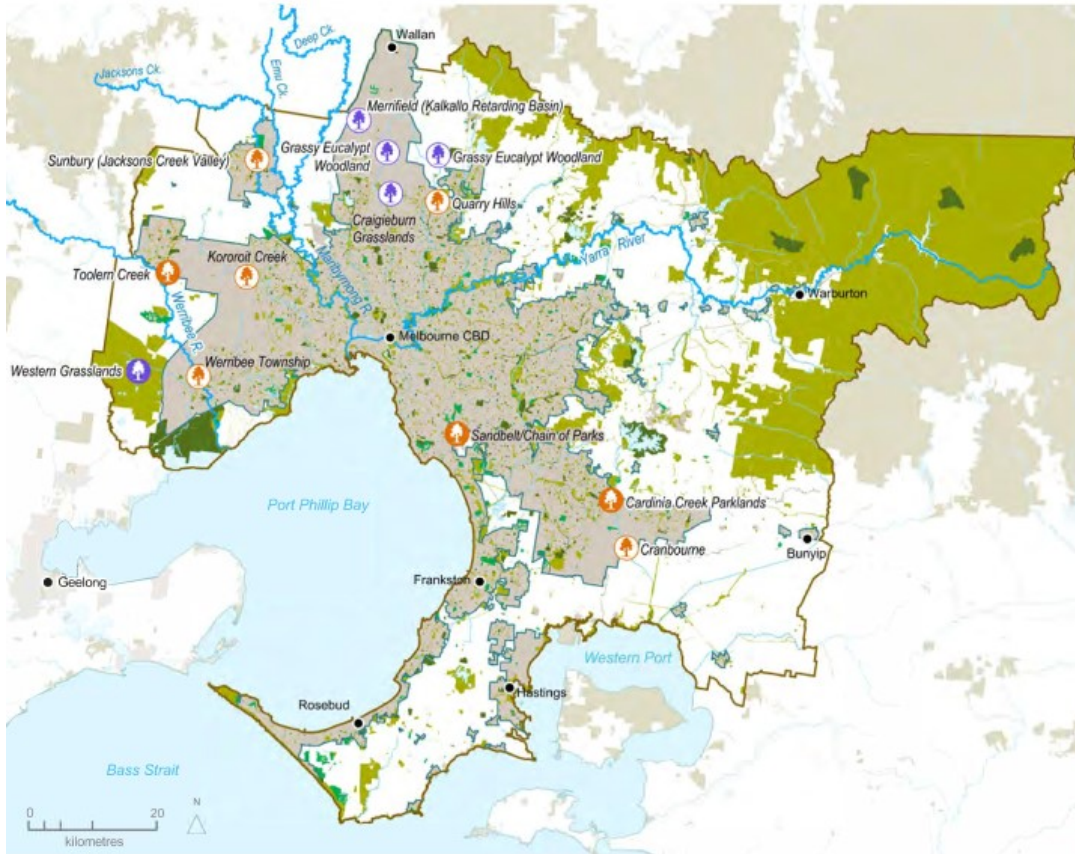 Wallan
Deep Ck.
Emu Ck.
Jacksons Ck.
Merrifield (Kalkallo Retarding Basin)
Sunbury (Jacksons Creek Valley)
Grassy Eucalypt
Woodland
Grassy Eucalypt Woodland
Quarry Hills
Craigieburn
Grasslands
Kororoit Creek
Toolern Creek
Maribyrnong R.
Yarra River
Warburton
Werribee R.
Melbourne CBD
Western Grasslands
Werribee Township
Sandbelt/Chain of Parks
Port Phillip Bay
Cardinia Creek Parklands
Cranbourne
Bunyip
Geelong
Frankston
Western Port
Hastings
Rosebud
Bass Strait
0 20
kilometres
N